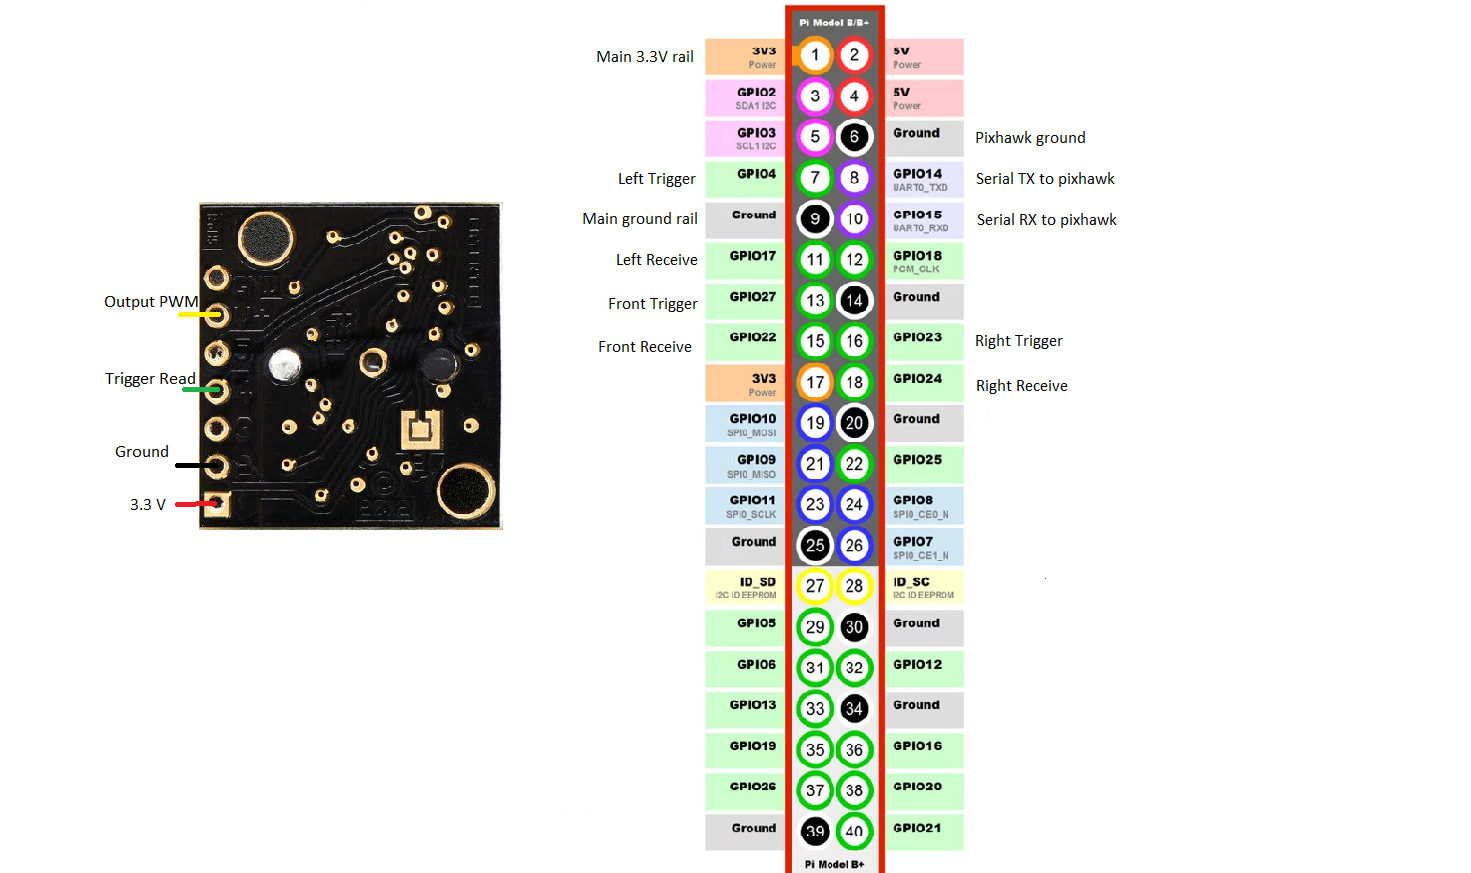 Pi Model B/B+
Main 3.3V rail
3V3
Power
1
2
5V
Power
GPIO2
SDA1 I2C
3
4
5V
Power
GPIO3
SCL1 I2C
5
6
Ground
Pixhawk ground
Left Trigger
GPIO4
7
8
GPIO14
UART0_TXD
Serial TX to pixhawk
Main ground rail
Ground
9
10
GPIO15
UART0_RXD
Serial RX to pixhawk
Left Receive
GPIO17
11
12
GPIO18
PCM_CLK
Front Trigger
GPIO27
13
14
Ground
Front Receive
GPIO22
15
16
GPIO23
Right Trigger
3V3
Power
17
18
GPIO24
Right Receive
GPIO10
SPI0_MOSI
19
20
Ground
GPIO9
SPI0_MISO
21
22
GPIO25
GPIO11
SPI0_SCLK
23
24
GPIO8
SPI0_CE0_N
Ground
25
26
GPIO7
SPI0_CE1_N
ID_SD
I2C ID EEPROM
27
28
ID_SC
I2C ID EEPROM
GPIO5
29
30
Ground
GPIO6
31
32
GPIO12
GPIO13
33
34
Ground
GPIO19
35
36
GPIO16
GPIO26
37
38
GPIO20
Ground
39
40
GPIO21
Pi Model B+
Output PWM
Trigger Read
Ground
3.3 V
GND
V+
5
4
3
2